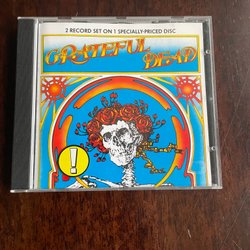 2 RECORD SET ON 1 SPECIALLY-PRICED DISC
GRATEFUL DEAD
!